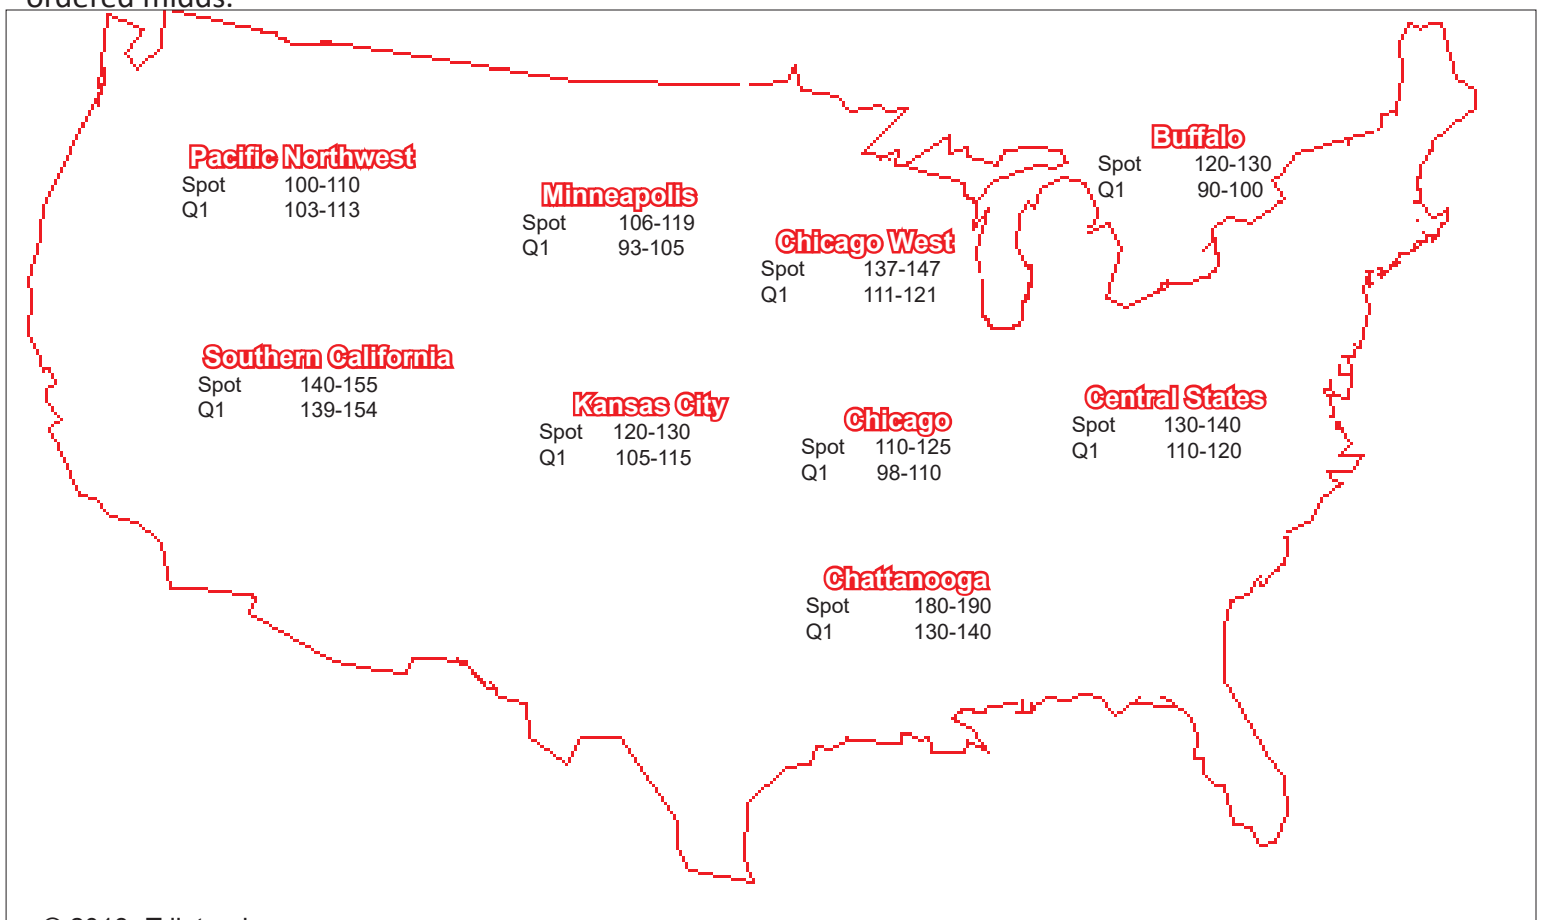 Buffalo
Spot 120-130
Q1 90-100
Pacific Northwest
Spot 100-110
Q1 103-113
Minneapolis
Spot 106-119
Q1 93-105
Chicago West
Spot 137-147
Q1 111-121
Southern California
Spot 140-155
Q1 139-154
Kansas City
Spot 120-130
Q1 105-115
Chicago
Spot 110-125
Q1 98-110
Central States
Spot 130-140
Q1 110-120
Chattanooga
Spot 180-190
Q1 130-140